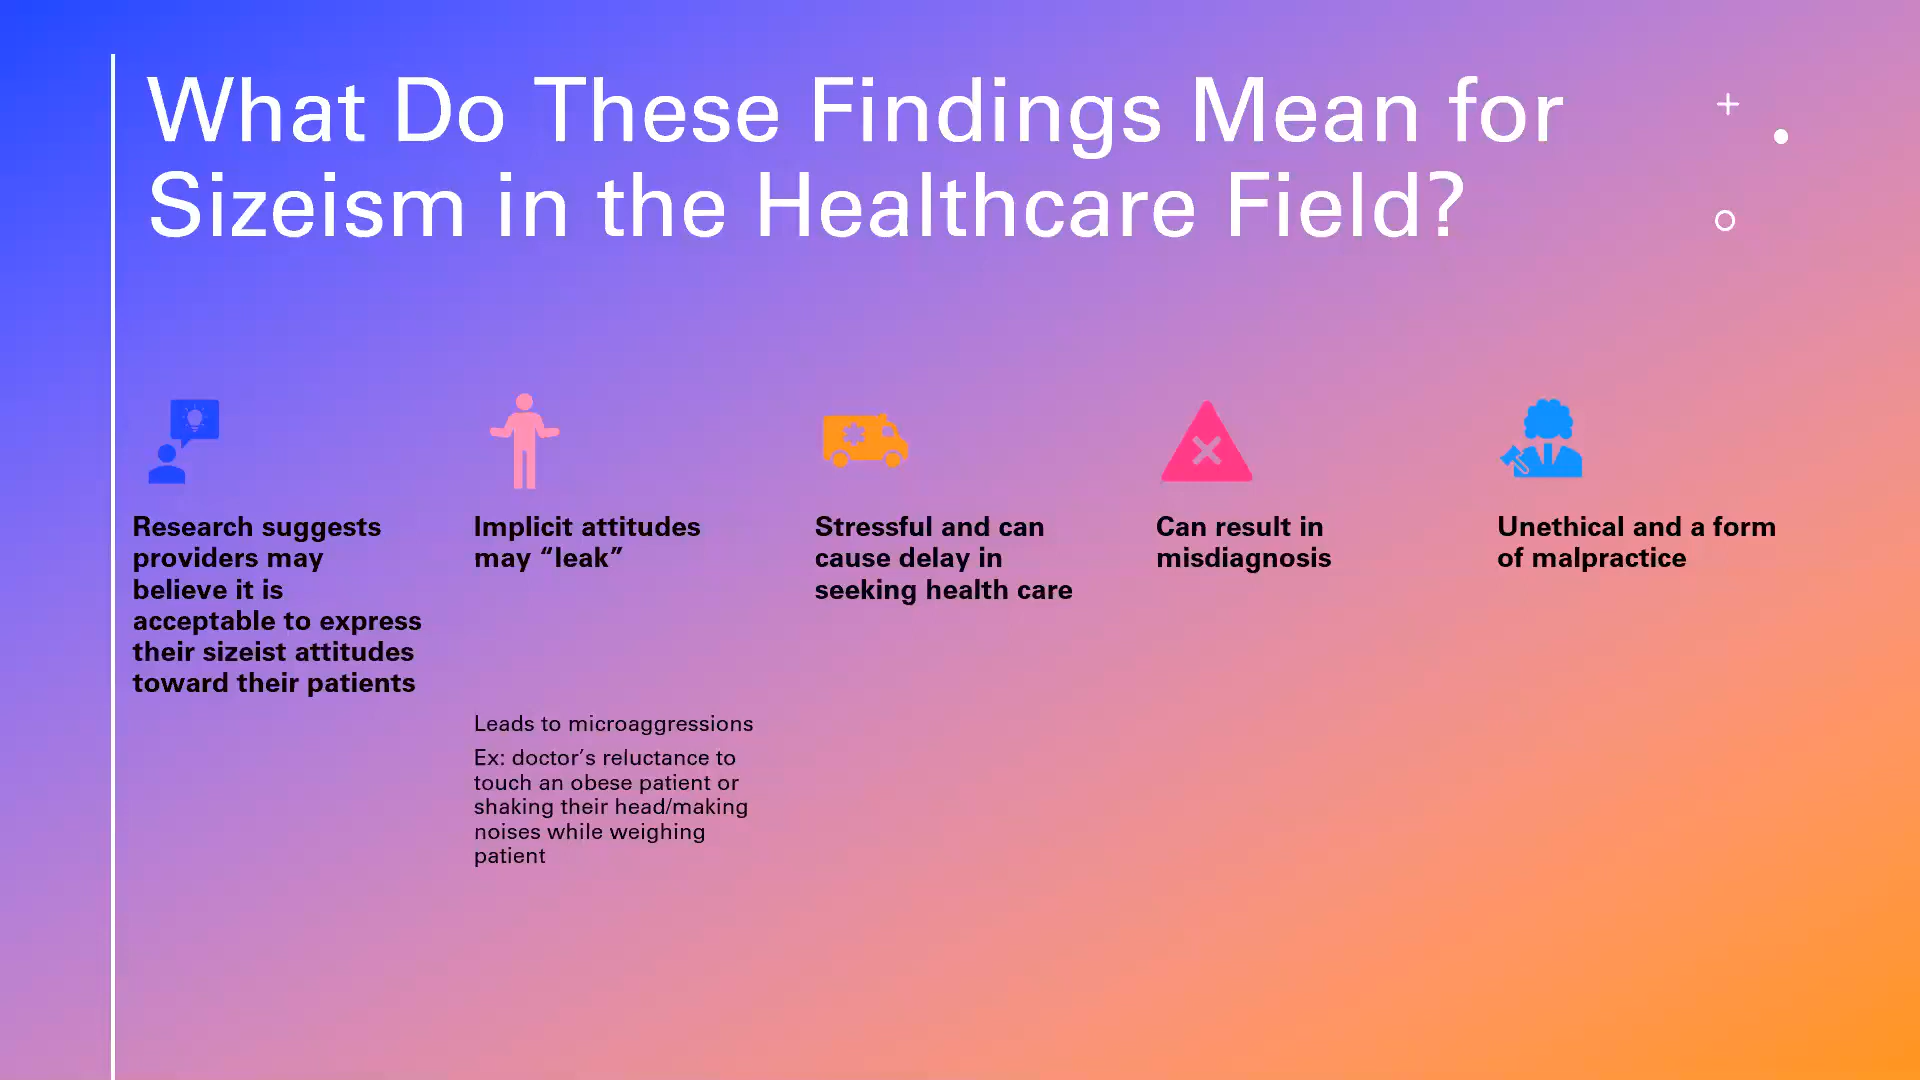 What Do These Findings Mean for
Sizeism in the Healthcare Field?
Research suggests
providers may
believe it is
acceptable to express
their sizeist attitudes
toward their patients
Implicit attitudes
may “leak”
Leads to microaggressions
Ex: doctor’s reluctance to
touch an obese patient or
shaking their head/making
noises while weighing
patient
Stressful and can
cause delay in
seeking health care
Can result in
misdiagnosis
Unethical and a form
of malpractice